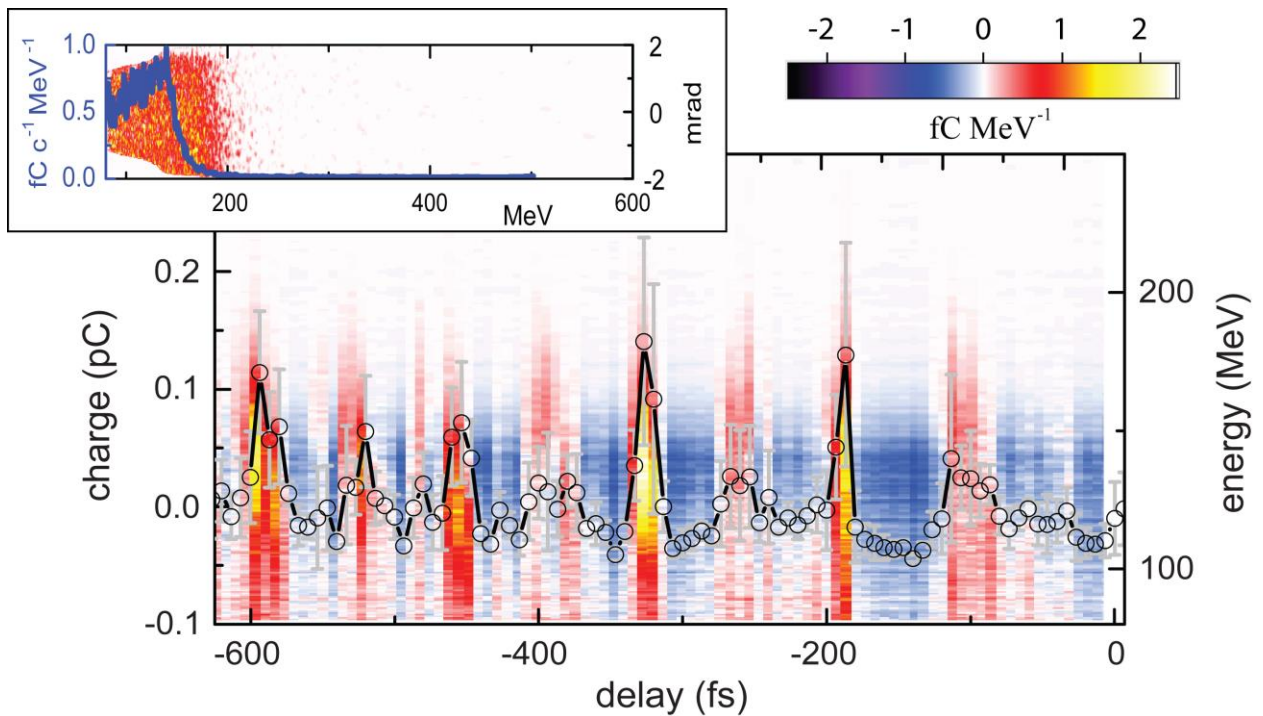 fC c⁻¹ MeV⁻¹
1.0
0.5
0.0
200
MeV
400
600
2
0
-2
mrad
-2 -1 0 1 2
fC MeV⁻¹
charge (pC)
0.2
0.1
0.0
-0.1
200
100
energy (MeV)
-600 -400 -200 0
delay (fs)